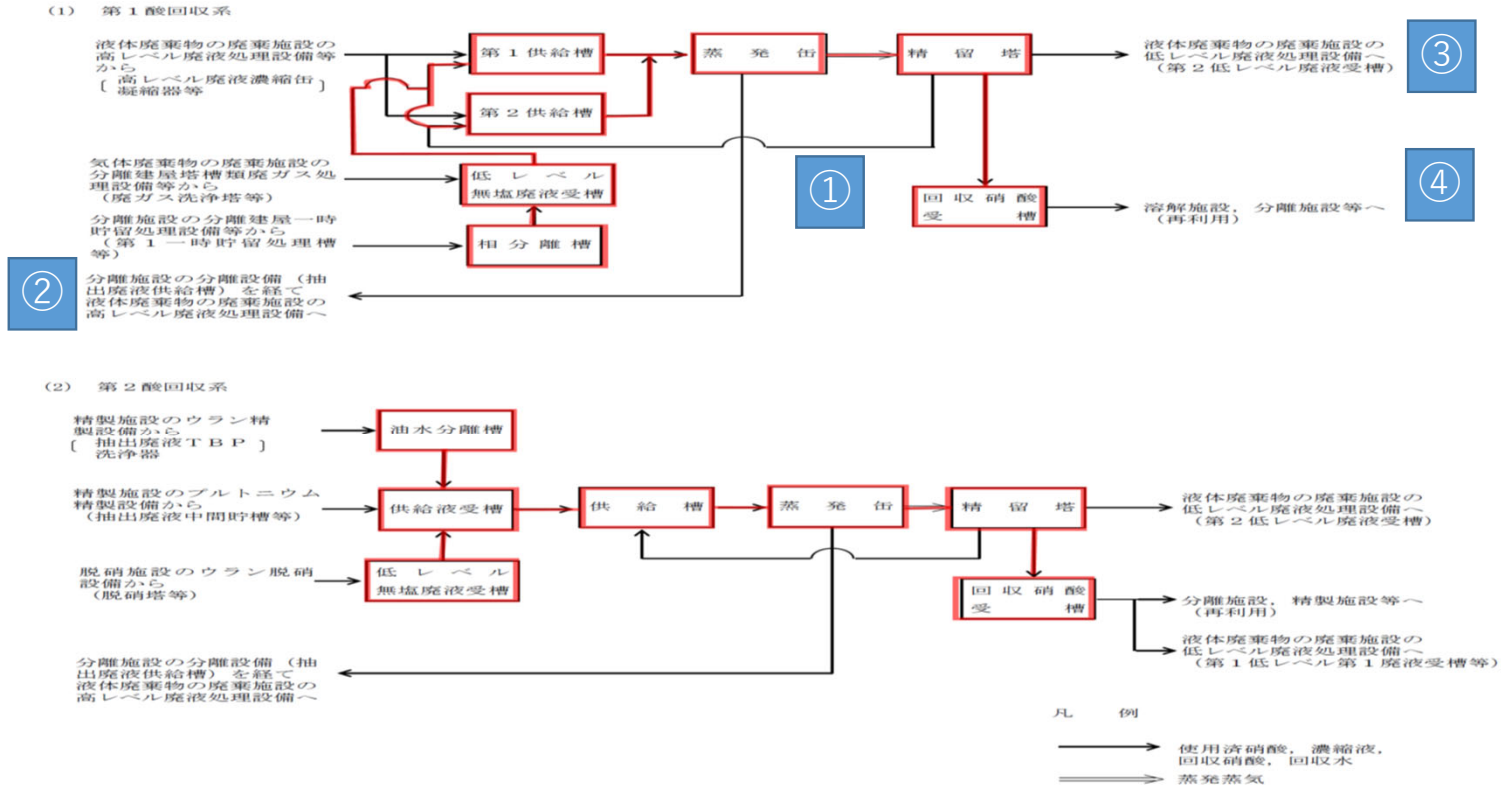 (1) 第1酸回収系
液体廃棄物の廃棄施設の
高レベル廃液処理設備等
から
[ 高レベル廃液濃縮缶 ]
凝縮器等
第1供給槽
第2供給槽
蒸発缶
精留塔
液体廃棄物の廃棄施設の
低レベル廃液処理設備へ
(第2低レベル廃液受槽)
③
気体廃棄物の廃棄施設の
分離建屋塔槽類廃ガス処
理設備等から
(廃ガス洗浄塔等)
低レベル
無塩廃液受槽
①
回収硝酸
受槽
溶解施設,分離施設等へ
(再利用)
④
分離施設の分離建屋一時
貯留処理設備等から
(第1一時貯留処理槽
等)
相分離槽
②
分離施設の分離設備(抽
出廃液供給槽)を経て
液体廃棄物の廃棄施設の
高レベル廃液処理設備へ
(2) 第2酸回収系
精製施設のウラン精
製設備から
[ 抽出廃液TBP ]
洗浄器
油水分離槽
精製施設のプルトニウム
精製設備から
(抽出廃液中間貯槽等)
供給液受槽
供給槽
蒸発缶
精留塔
液体廃棄物の廃棄施設の
低レベル廃液処理設備へ
(第2低レベル廃液受槽)
脱硝施設のウラン脱硝
設備から
(脱硝塔等)
低レベル
無塩廃液受槽
回収硝酸
受槽
分離施設,精製施設等へ
(再利用)
液体廃棄物の廃棄施設の
低レベル廃液処理設備へ
(第1低レベル第1廃液受槽等)
分離施設の分離設備(抽
出廃液供給槽)を経て
液体廃棄物の廃棄施設の
高レベル廃液処理設備へ
凡例
使用済硝酸,濃縮液,
回収硝酸,回収水
蒸発蒸気